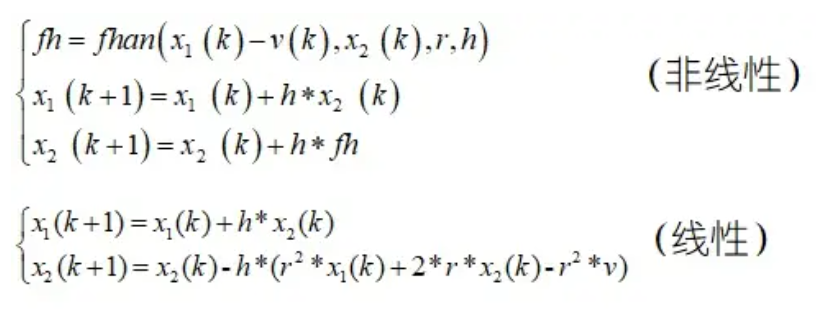 fh = fhan(x₁ (k)−v(k),x₂ (k),r,h)
x₁ (k+1)=x₁ (k)+h*x₂ (k)
(非线性)
x₂ (k+1)=x₂ (k)+h* fh
x₁(k+1)=x₁(k)+h*x₂(k)
(线性)
x₂(k+1)=x₂(k)-h*(r²*x₁(k)+2*r*x₂(k)-r²*v)